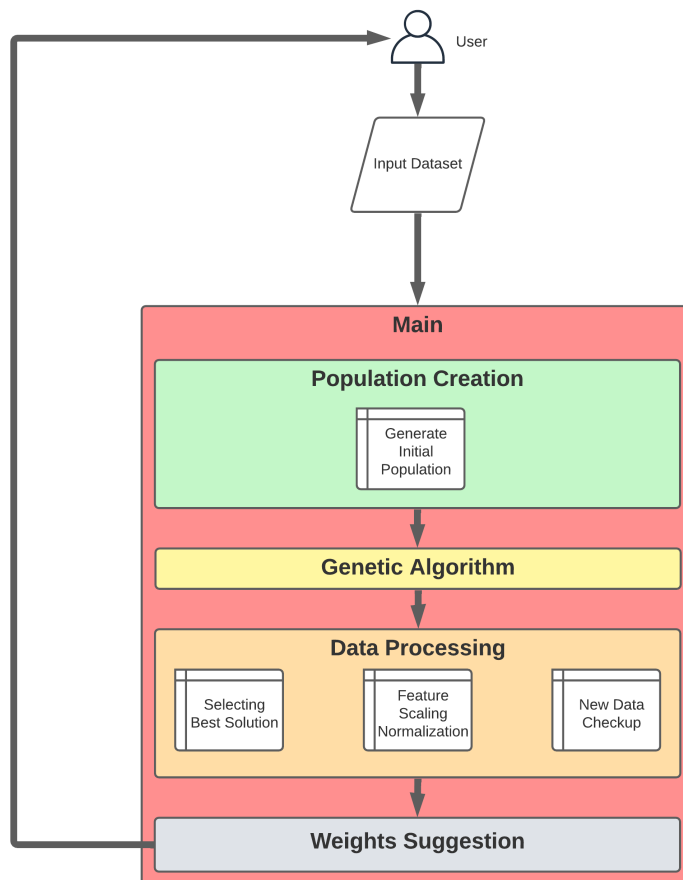 User
Input Dataset
Main
Population Creation
Generate
Initial
Population
Genetic Algorithm
Data Processing
Selecting
Best Solution
Feature
Scaling
Normalization
New Data
Checkup
Weights Suggestion